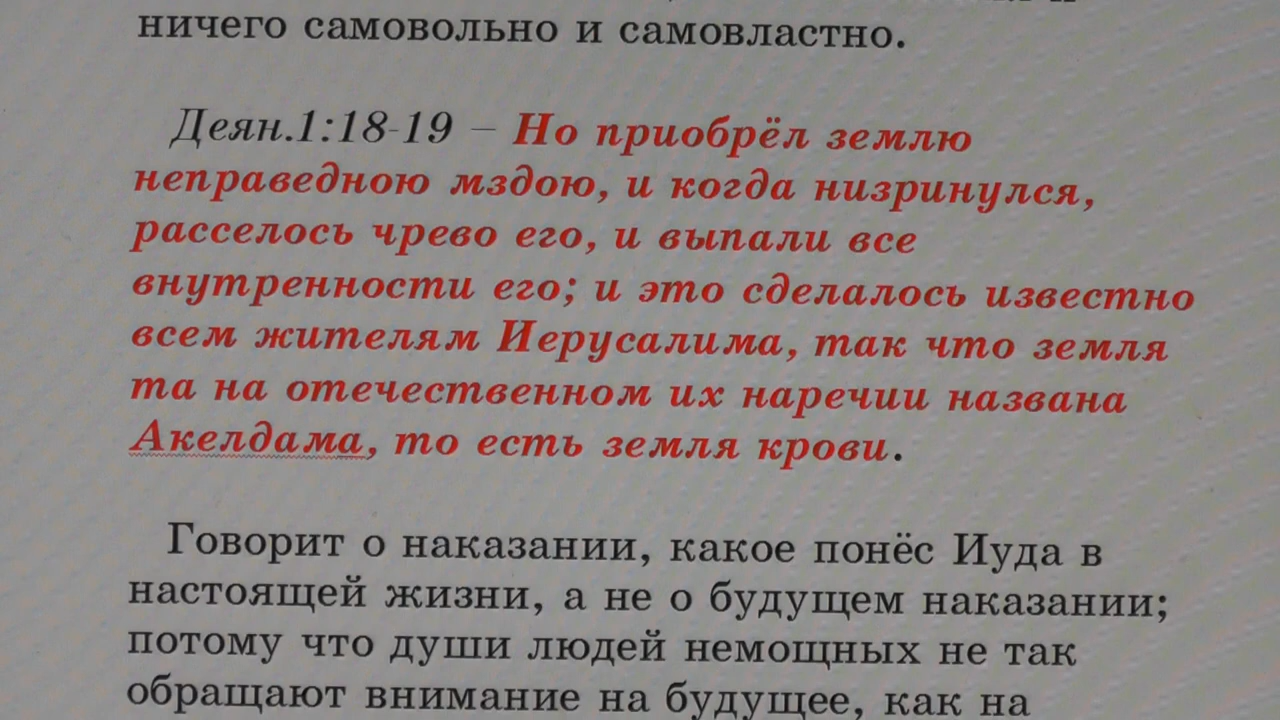 ничего самовольно и самовластно.
Деян.1:18-19 – Но приобрёл землю
неправедною мздою, и когда низринулся,
расселось чрево его, и выпали все
внутренности его; и это сделалось известно
всем жителям Иерусалима, так что земля
та на отечественном их наречии названа
Акелдама, то есть земля крови.
Говорит о наказании, какое понёс Иуда в
настоящей жизни, а не о будущем наказании;
потому что души людей немощных не так
обращают внимание на будущее, как на